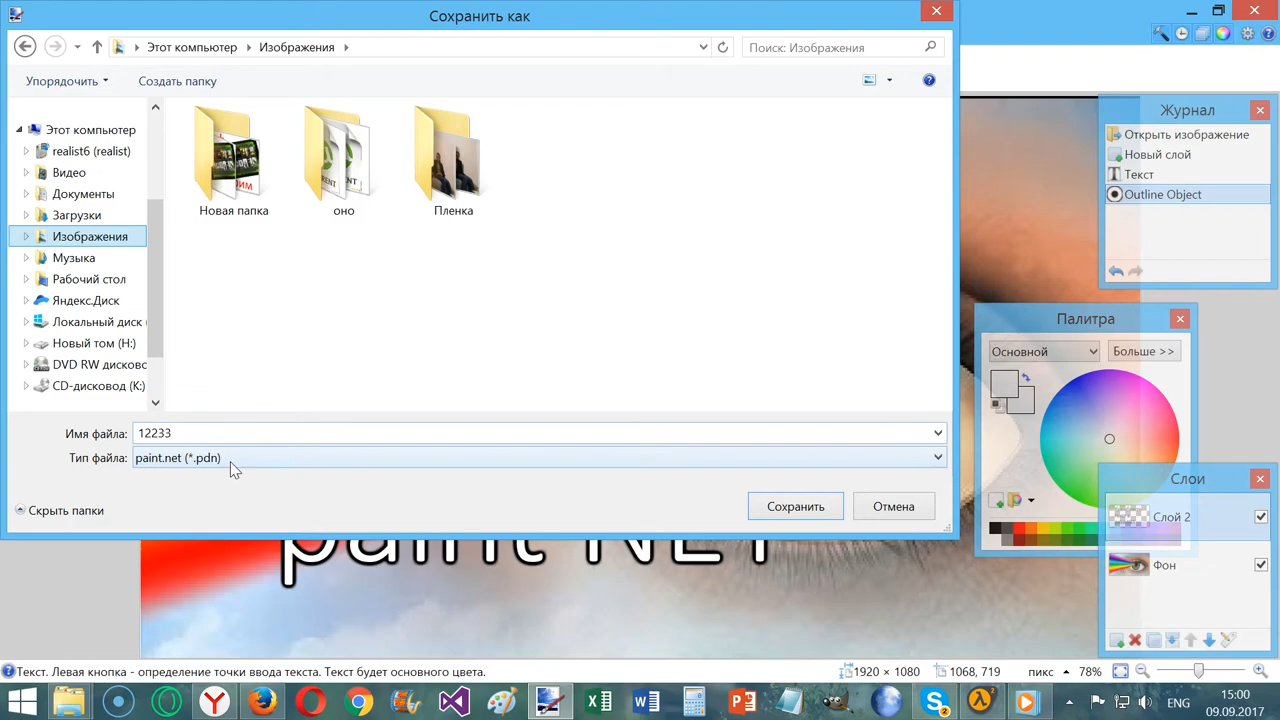 Сохранить как
Этот компьютер
Изображения
Поиск: Изображения
Упорядочить
Создать папку
Этот компьютер
realist6 (realist)
Видео
Документы
Загрузки
Изображения
Музыка
Рабочий стол
Яндекс.Диск
Локальный диск (
Новый том (H:)
DVD RW дисковс
CD-дисковод (K:)
Новая папка
оно
Пленка
Имя файла:
12233
Тип файла:
paint.net (*.pdn)
Скрыть папки
Сохранить
Отмена
Журнал
Открыть изображение
Новый слой
Текст
Outline Object
Палитра
Основной
Больше >>
Слои
Слой 2
Фон
paint NET
Текст. Левая кнопка - определение точки ввода текста. Текст будет основного цвета.
1920 × 1080
1068, 719
пикс
78%
ENG
15:00
09.09.2017